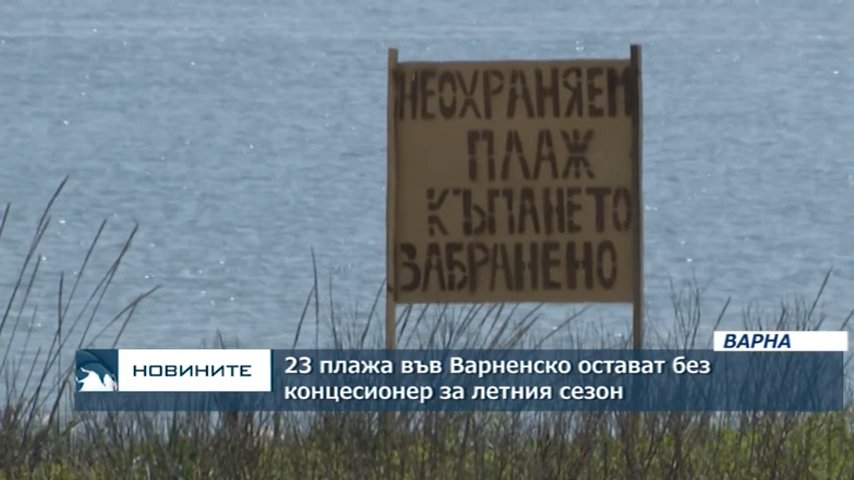 НЕОХРАНЯЕМ
ПЛАЖ
КЪПАНЕТО
ЗАБРАНЕНО
ВАРНА
НОВИНИТЕ
23 плажа във Варненско остават без
концесионер за летния сезон